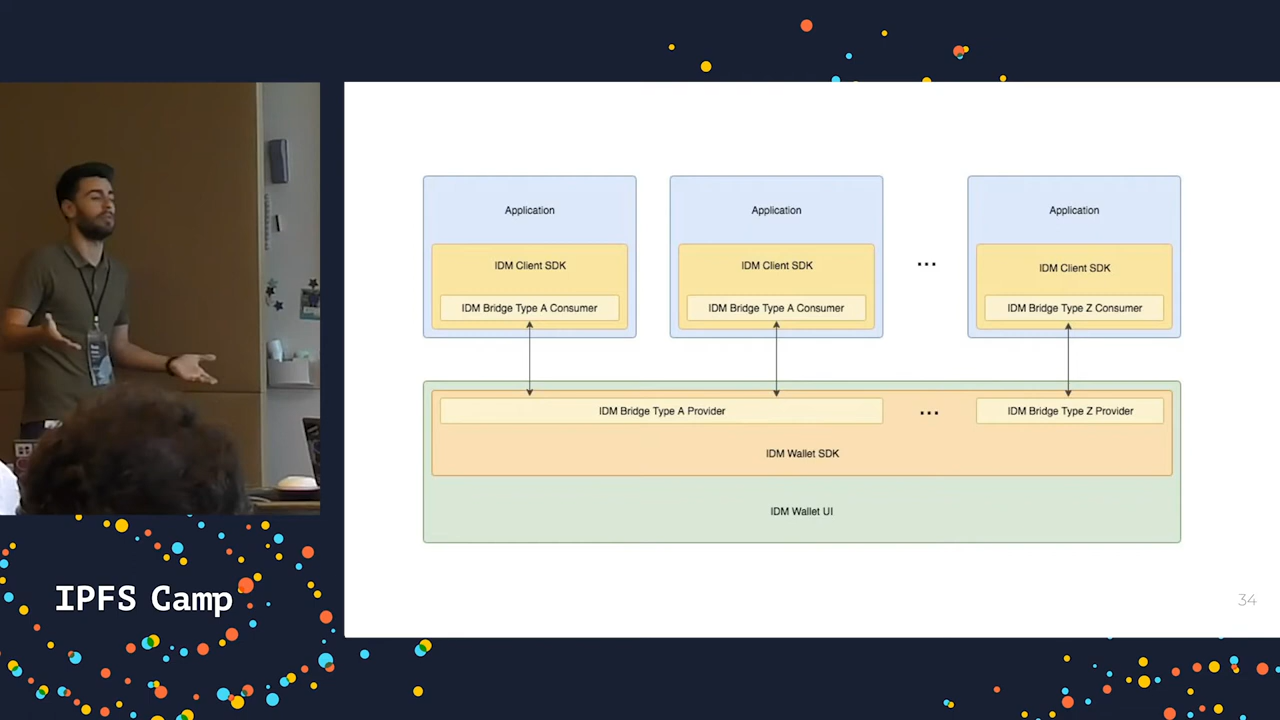 Application
Application
Application
IDM Client SDK
IDM Client SDK
...
IDM Client SDK
IDM Bridge Type A Consumer
IDM Bridge Type A Consumer
IDM Bridge Type Z Consumer
IDM Bridge Type A Provider
...
IDM Bridge Type Z Provider
IDM Wallet SDK
IDM Wallet UI
34
IPFS Camp